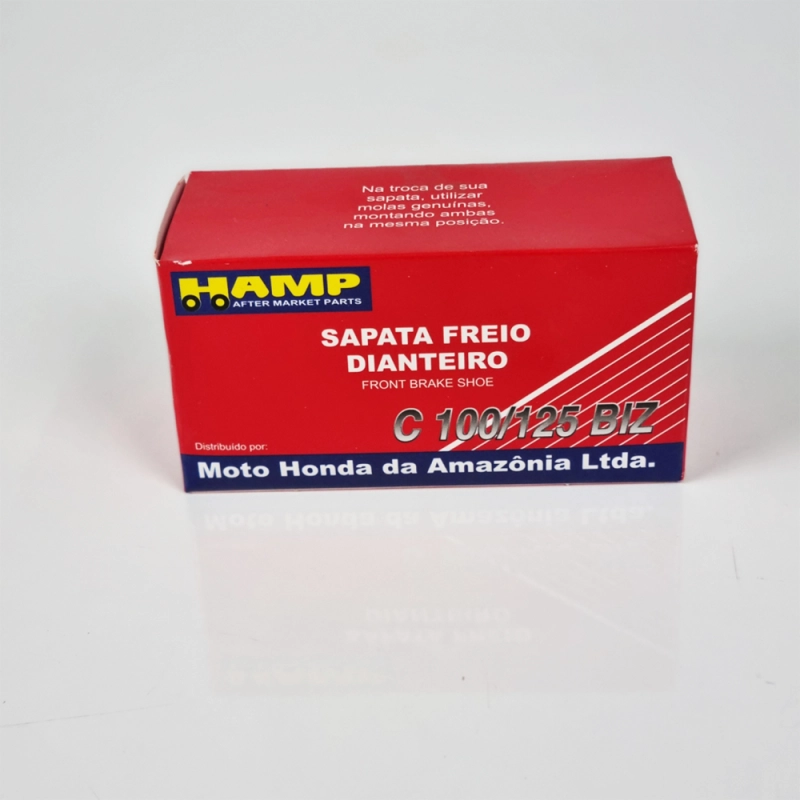 Na troca de sua
sapata, utilizar
molas genuínas,
montando ambas
na mesma posição.
HAMP
AFTER MARKET PARTS
SAPATA FREIO
DIANTEIRO
FRONT BRAKE SHOE
C 100/125 BIZ
Distribuído por:
Moto Honda da Amazônia Ltda.